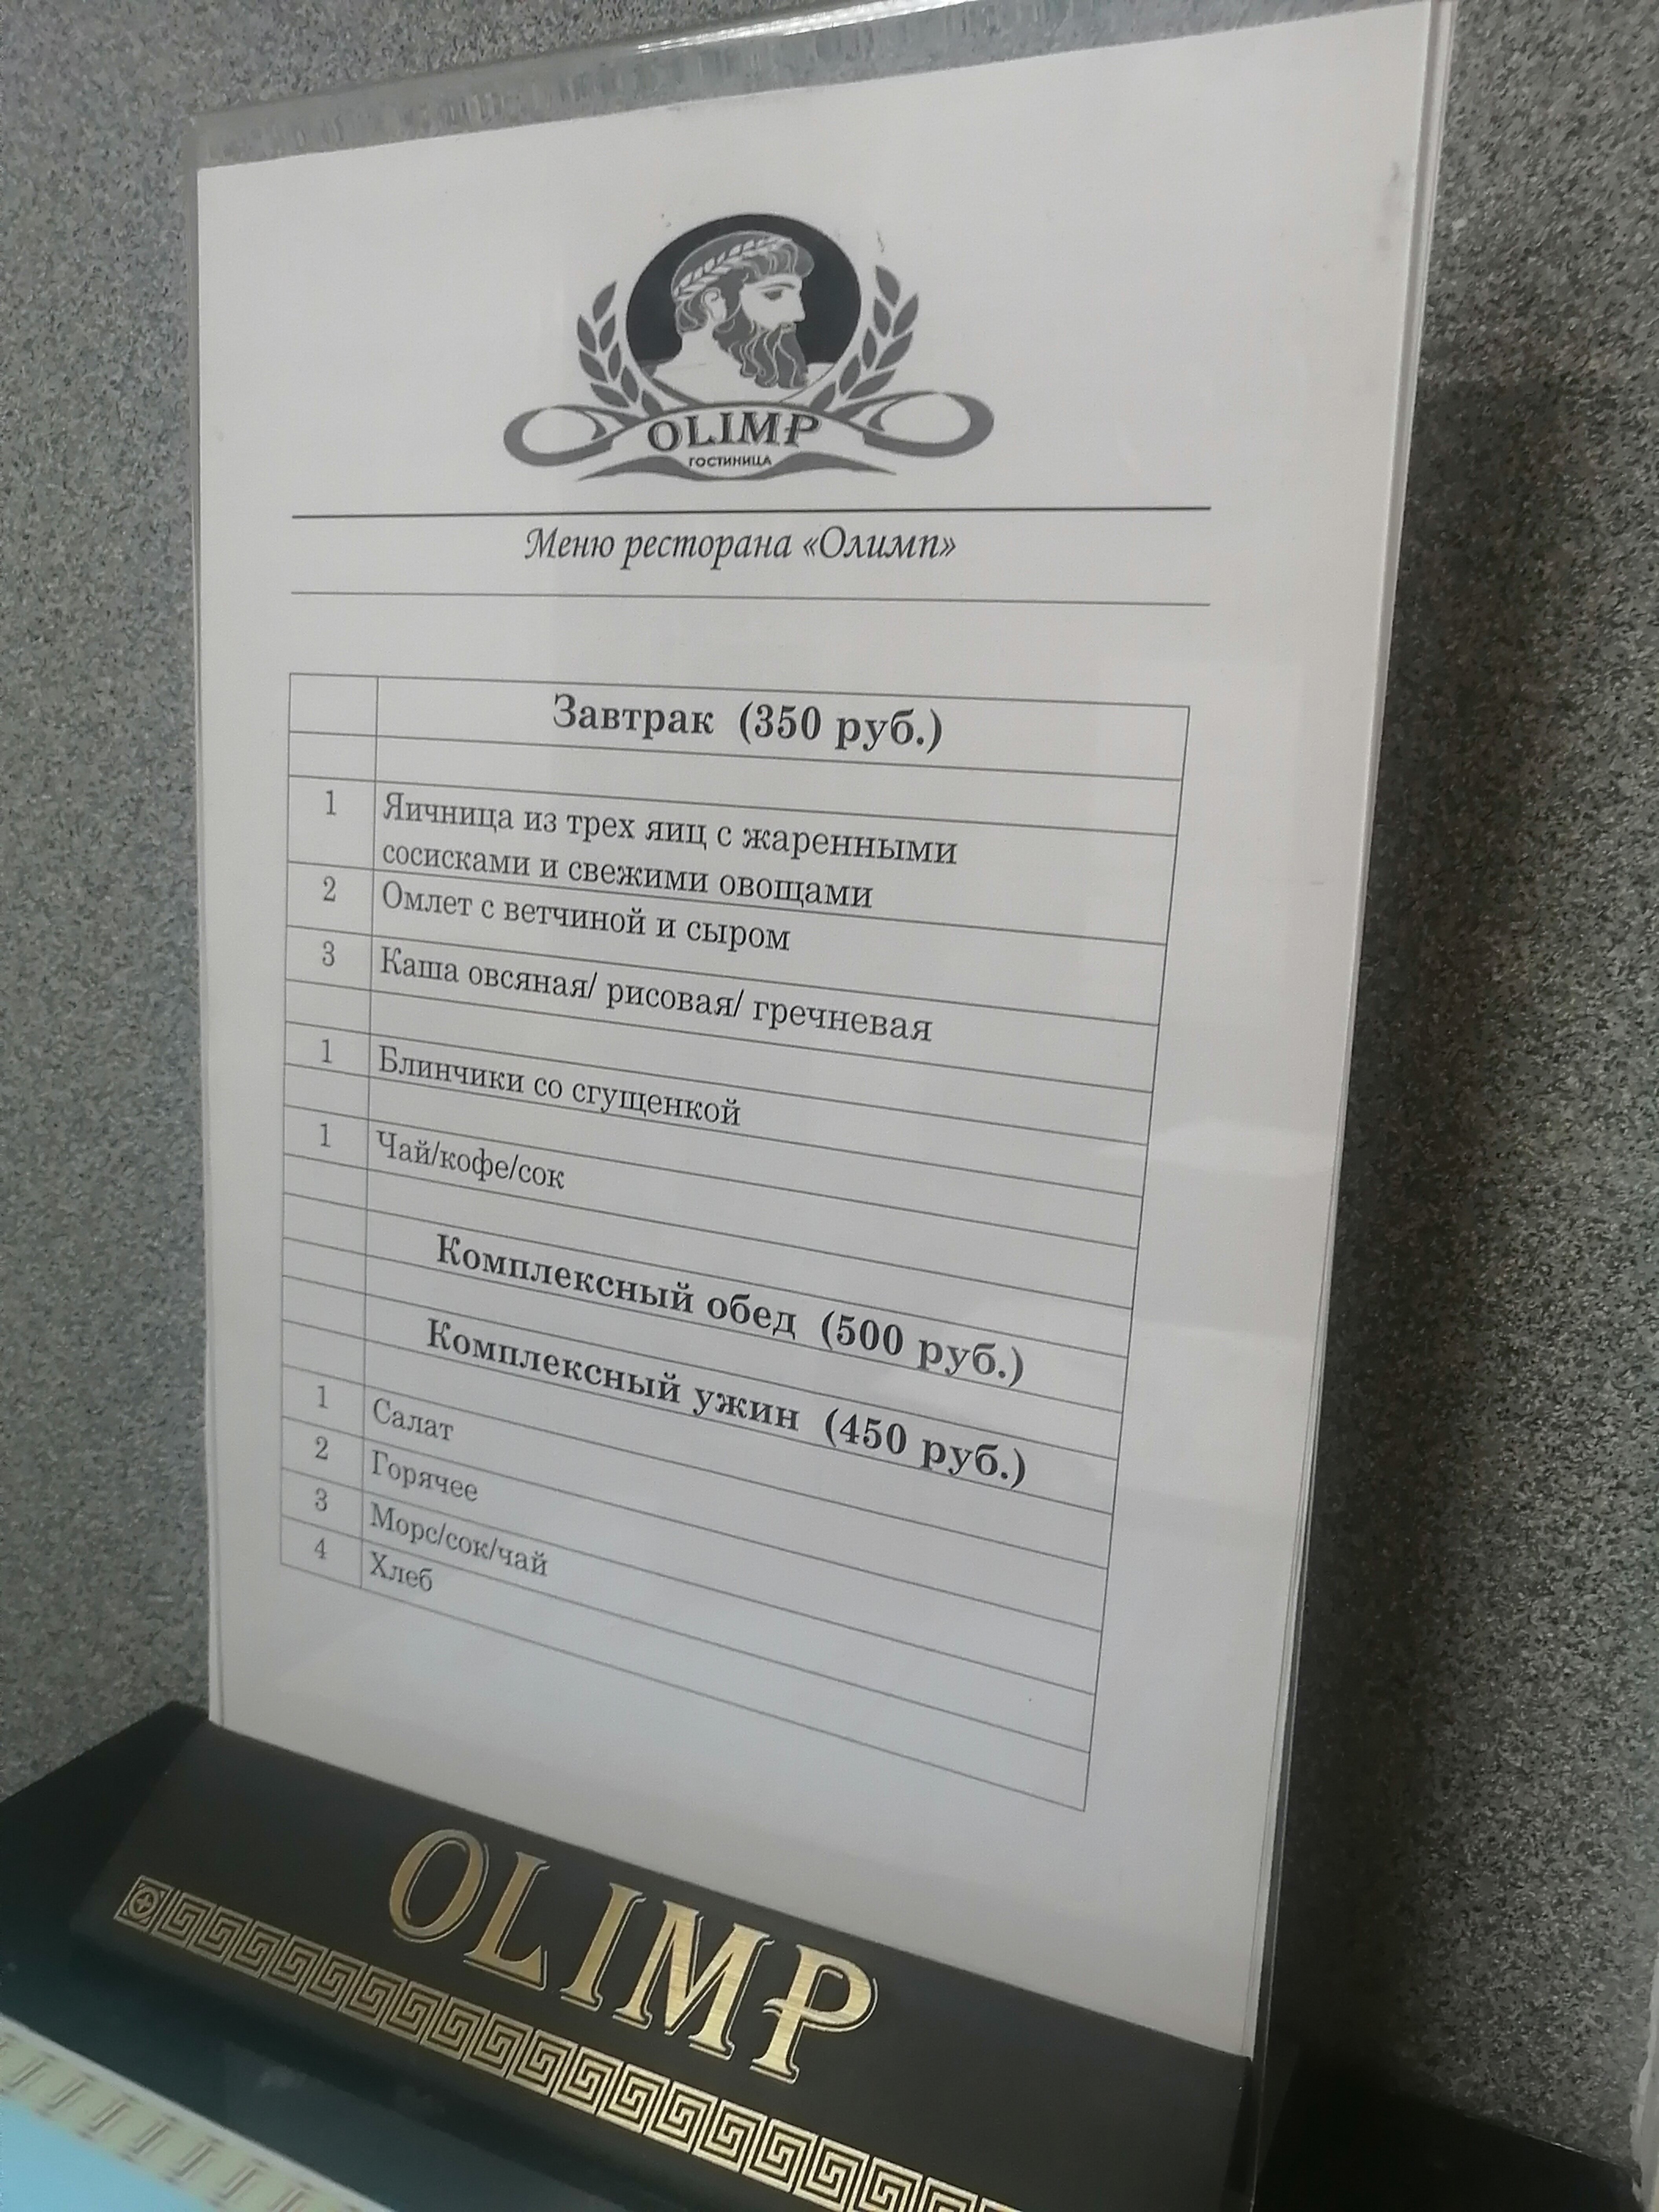 OLIMP
ГОСТИНИЦА
Меню ресторана «Олимп»
Завтрак (350 руб.)
1 Яичница из трех яиц с жаренными
сосисками и свежими овощами
2 Омлет с ветчиной и сыром
3 Каша овсяная/ рисовая/ гречневая
1 Блинчики со сгущенкой
1 Чай/кофе/сок
Комплексный обед (500 руб.)
Комплексный ужин (450 руб.)
1 Салат
2 Горячее
3 Морс/сок/чай
4 Хлеб
OLIMP